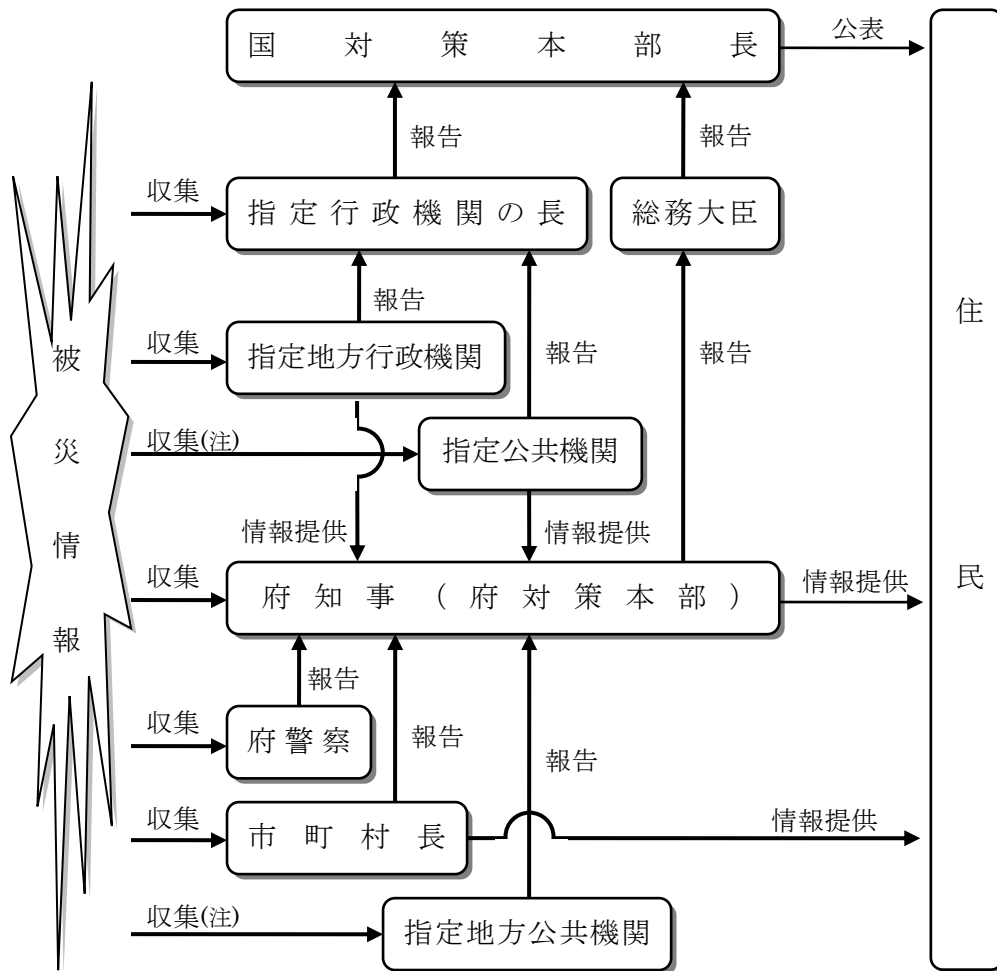 国対策本部長
公表
報告
報告
収集
指定行政機関の長
総務大臣
報告
収集
指定地方行政機関
報告
報告
収集(注)
指定公共機関
情報提供
情報提供
収集
府知事(府対策本部)
情報提供
報告
収集
府警察
報告
報告
収集
市町村長
情報提供
収集(注)
指定地方公共機関
被災情報
住民